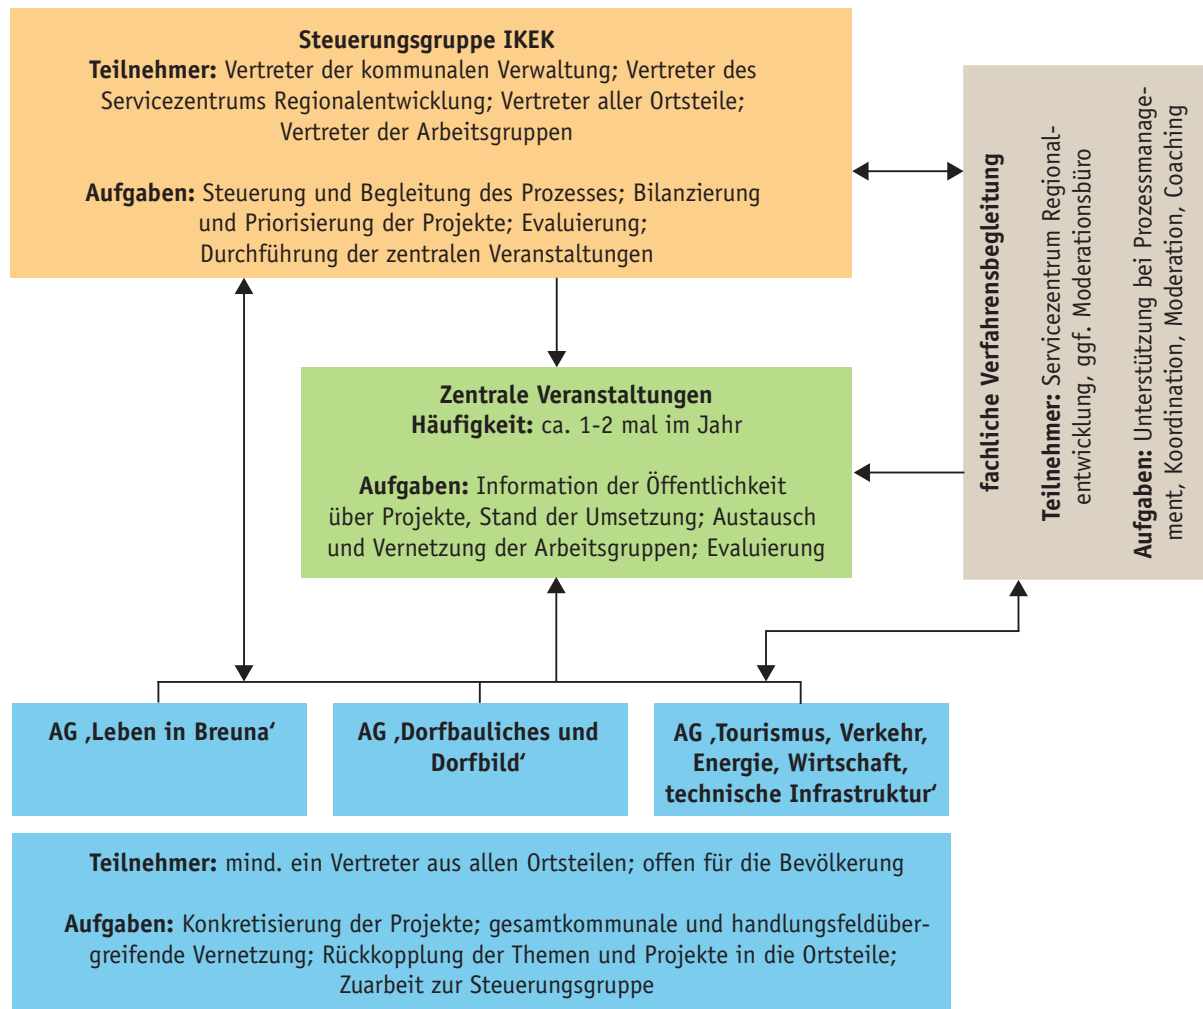 Steuerungsgruppe IKEK
Teilnehmer: Vertreter der kommunalen Verwaltung; Vertreter des
Servicezentrums Regionalentwicklung; Vertreter aller Ortsteile;
Vertreter der Arbeitsgruppen
Aufgaben: Steuerung und Begleitung des Prozesses; Bilanzierung
und Priorisierung der Projekte; Evaluierung;
Durchführung der zentralen Veranstaltungen
fachliche Verfahrensbegleitung
Teilnehmer: Servicezentrum Regional-
entwicklung, ggf. Moderationsbüro
Aufgaben: Unterstützung bei Prozessmanage-
ment, Koordination, Moderation, Coaching
Zentrale Veranstaltungen
Häufigkeit: ca. 1-2 mal im Jahr
Aufgaben: Information der Öffentlichkeit
über Projekte, Stand der Umsetzung; Austausch
und Vernetzung der Arbeitsgruppen; Evaluierung
AG ‚Leben in Breuna‘
AG ‚Dorfbauliches und
Dorfbild‘
AG ‚Tourismus, Verkehr,
Energie, Wirtschaft,
technische Infrastruktur‘
Teilnehmer: mind. ein Vertreter aus allen Ortsteilen; offen für die Bevölkerung
Aufgaben: Konkretisierung der Projekte; gesamtkommunale und handlungsfeldüber-
greifende Vernetzung; Rückkopplung der Themen und Projekte in die Ortsteile;
Zuarbeit zur Steuerungsgruppe